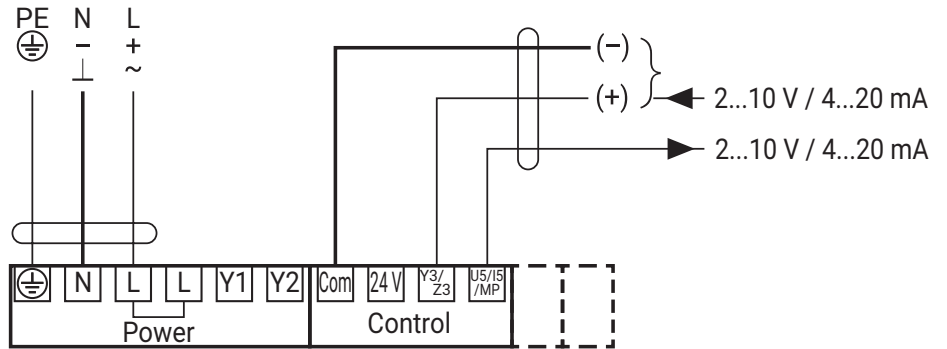 PE N L
- +
⊥ ~
(-)
(+) 2...10 V / 4...20 mA
2...10 V / 4...20 mA
N L L Y1 Y2 Com 24 V Y3/Z3 U5/I5/MP
Power Control